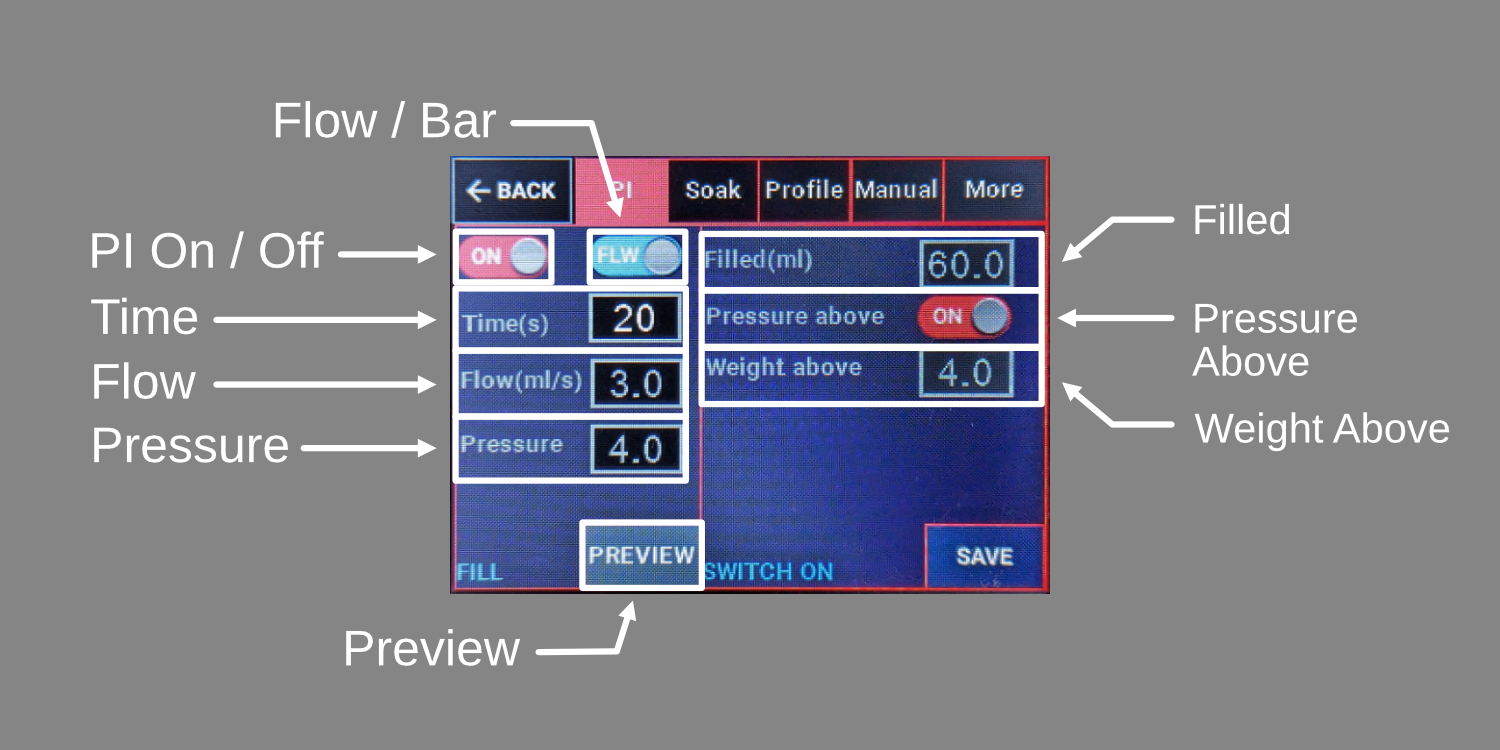 Flow / Bar
BACK PI Soak Profile Manual More
PI On / Off
ON FLW
Time
Time(s) 20
Flow
Flow(ml/s) 3.0
Pressure
Pressure 4.0
PREVIEW
FILL
Preview
Filled(ml) 60.0
Filled
Pressure above ON
Pressure
Above
Weight above 4.0
Weight Above
SWITCH ON
SAVE